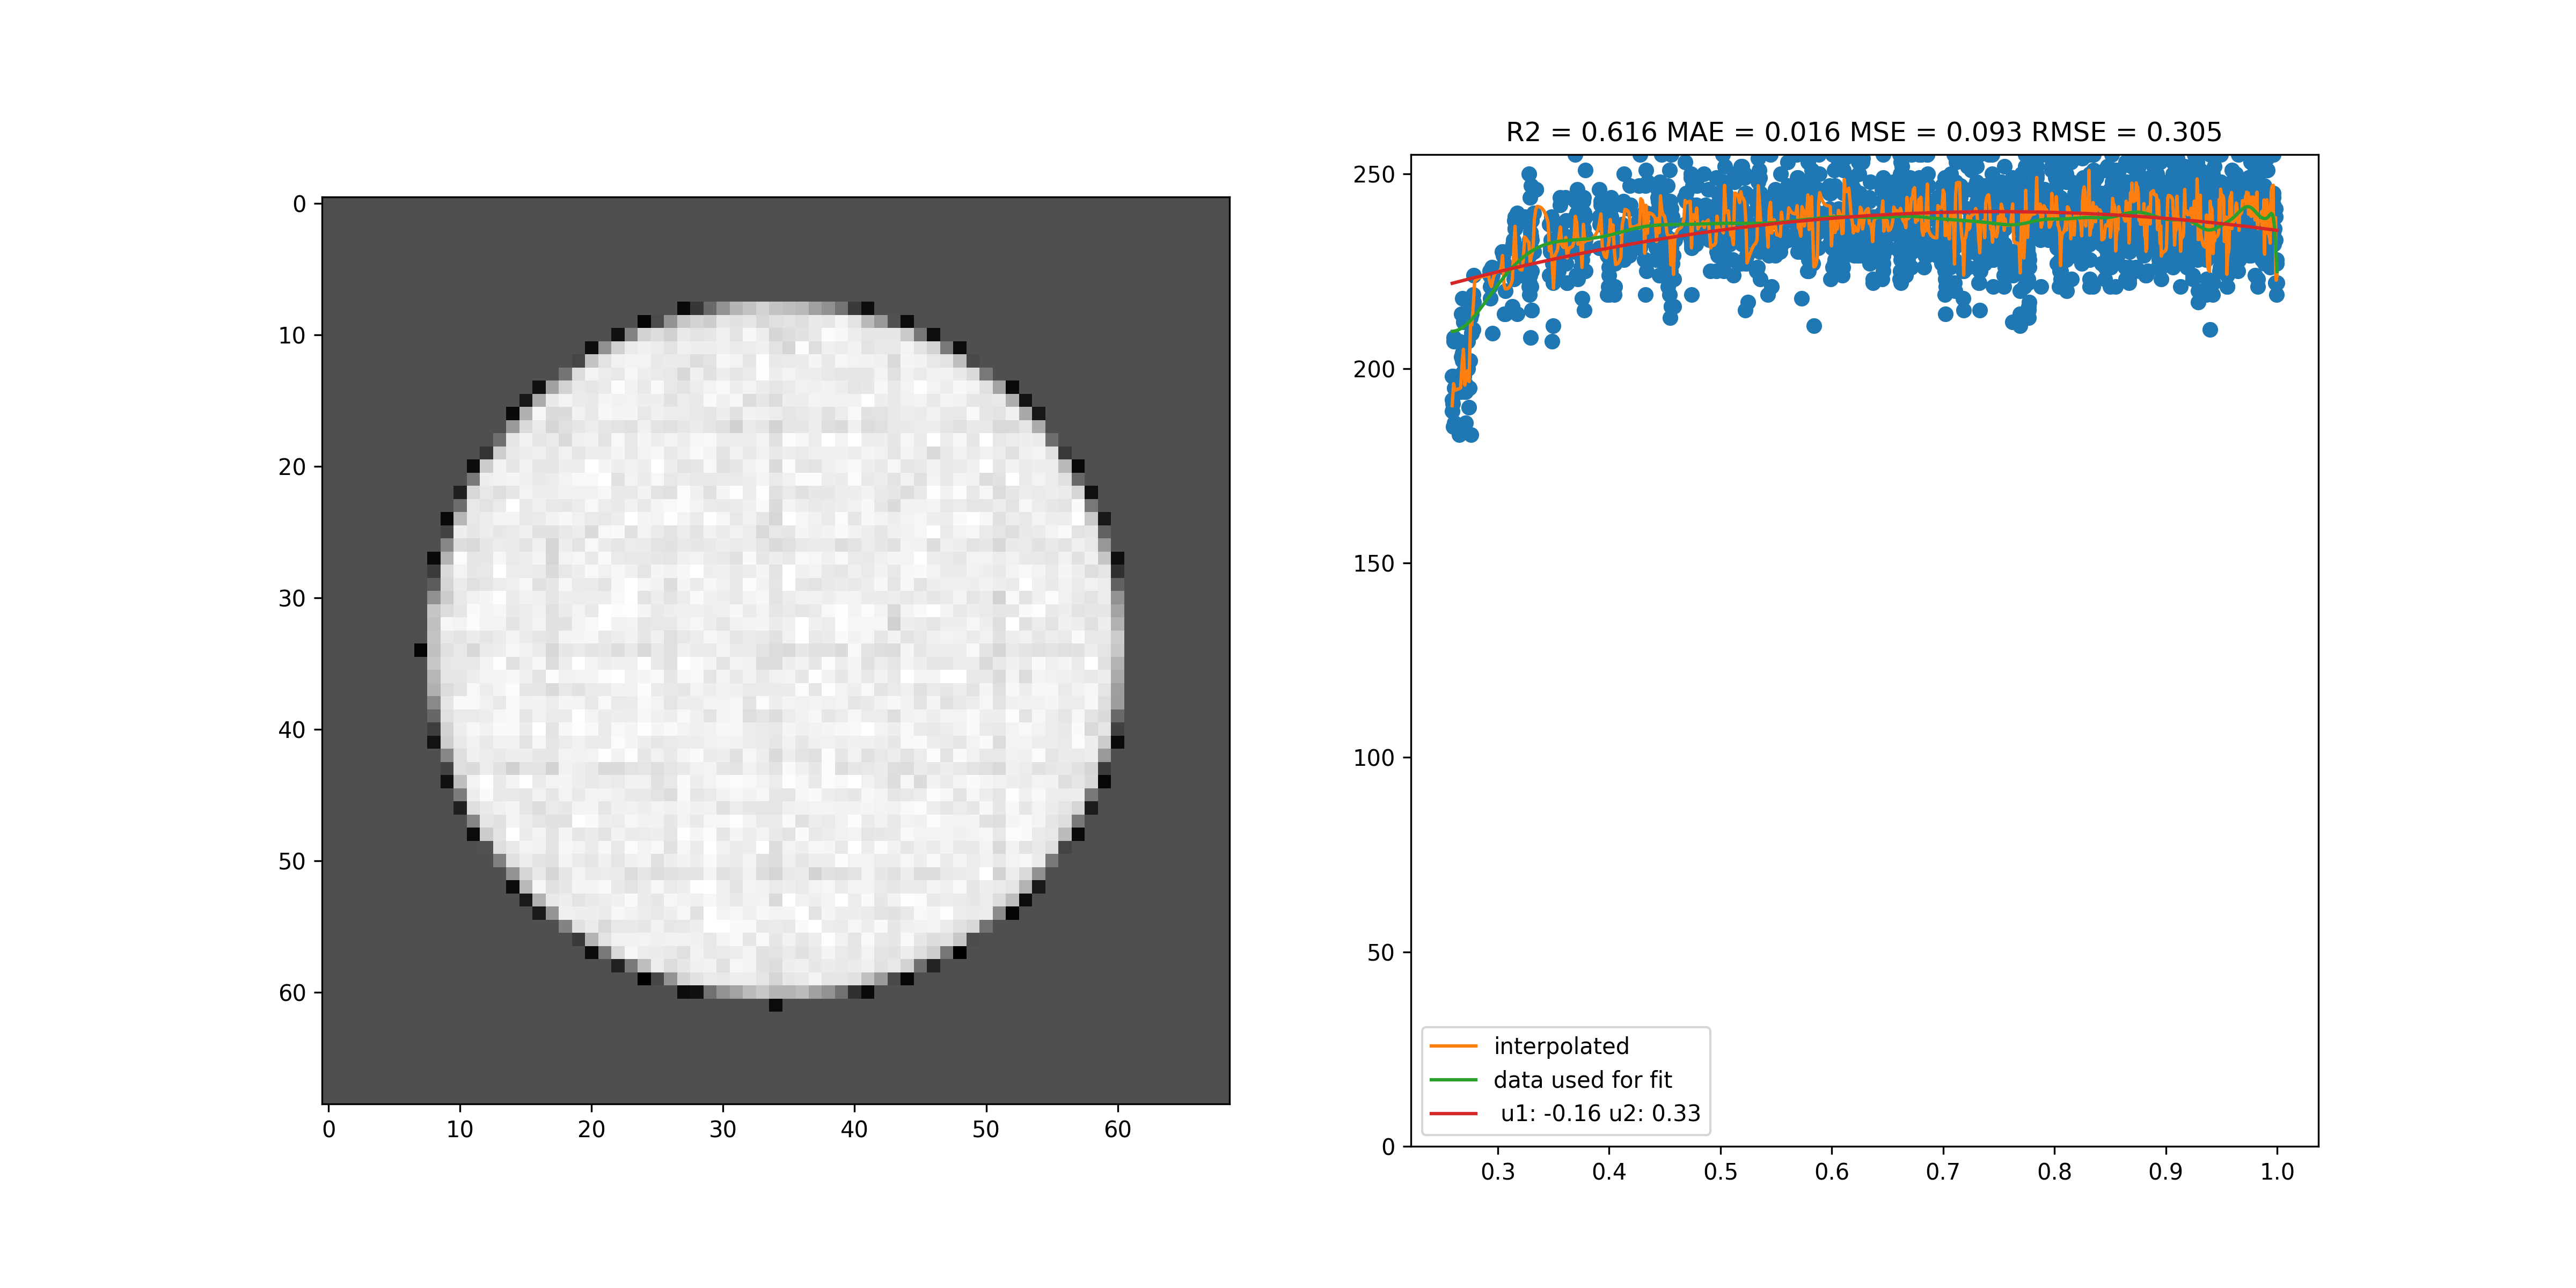 0
10
20
30
40
50
60
0 10 20 30 40 50 60
R2 = 0.616 MAE = 0.016 MSE = 0.093 RMSE = 0.305
250
200
150
100
50
0
interpolated
data used for fit
u1: -0.16 u2: 0.33
0.3 0.4 0.5 0.6 0.7 0.8 0.9 1.0